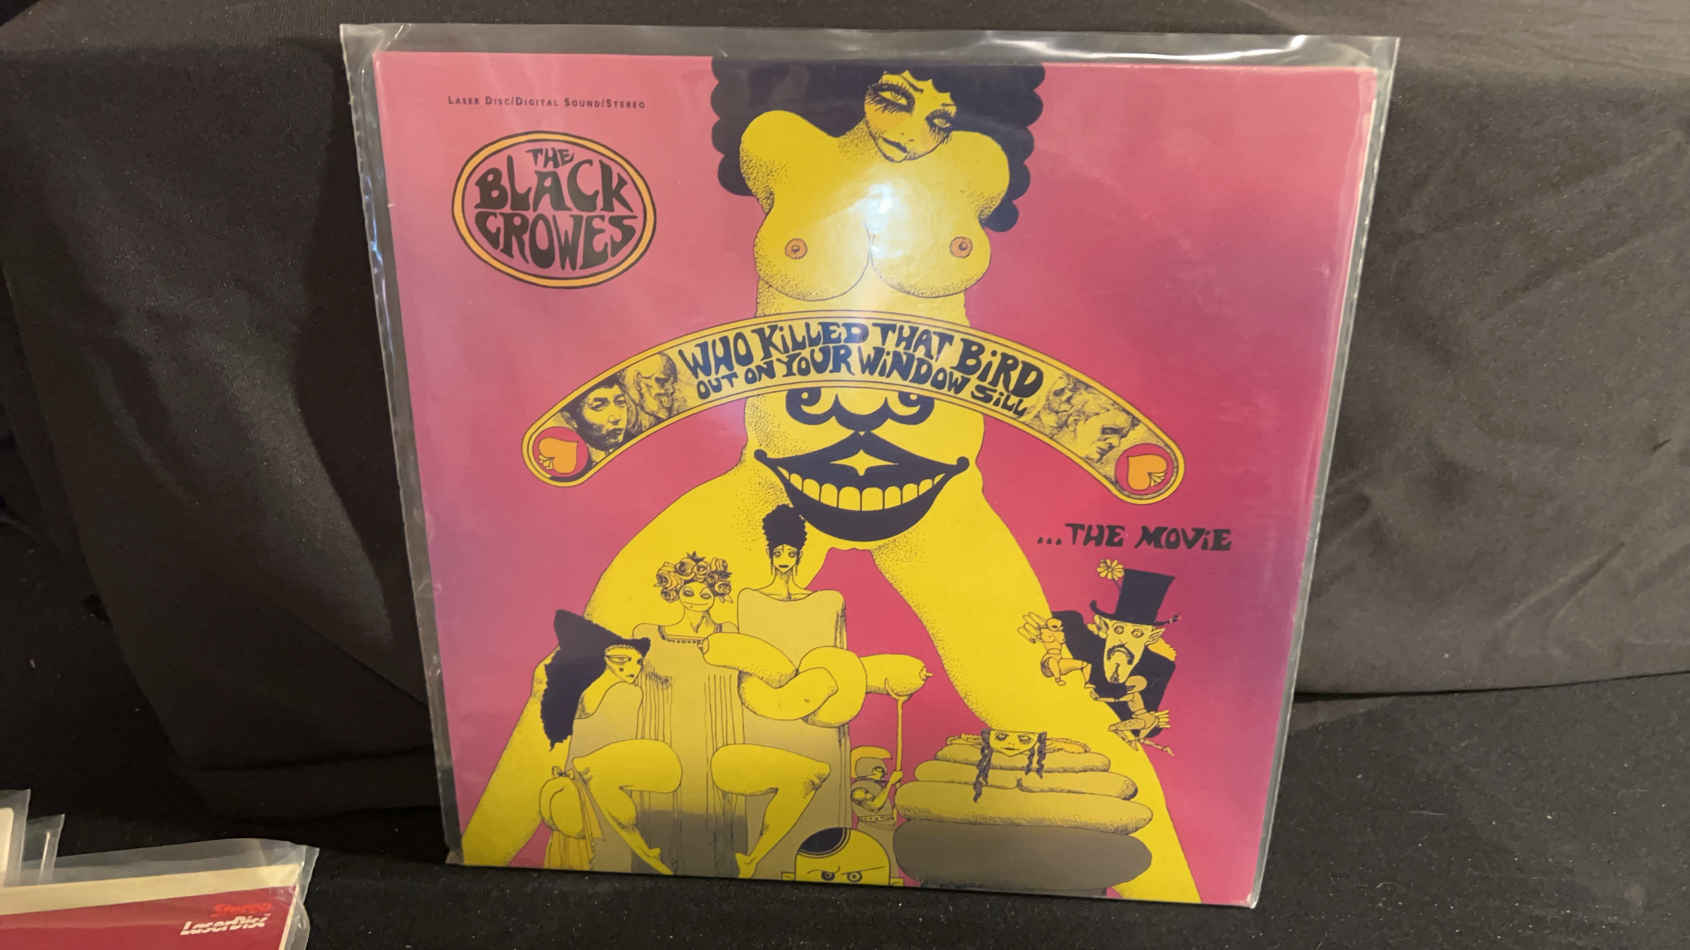 LASER DISC/DIGITAL SOUND/STEREO
THE
BLACK
CROWES
WHO KiLLED THAT BiRD
OUT ON YOUR WiNDOW SiLL
...THE MOViE
Stereo
LaserDisc